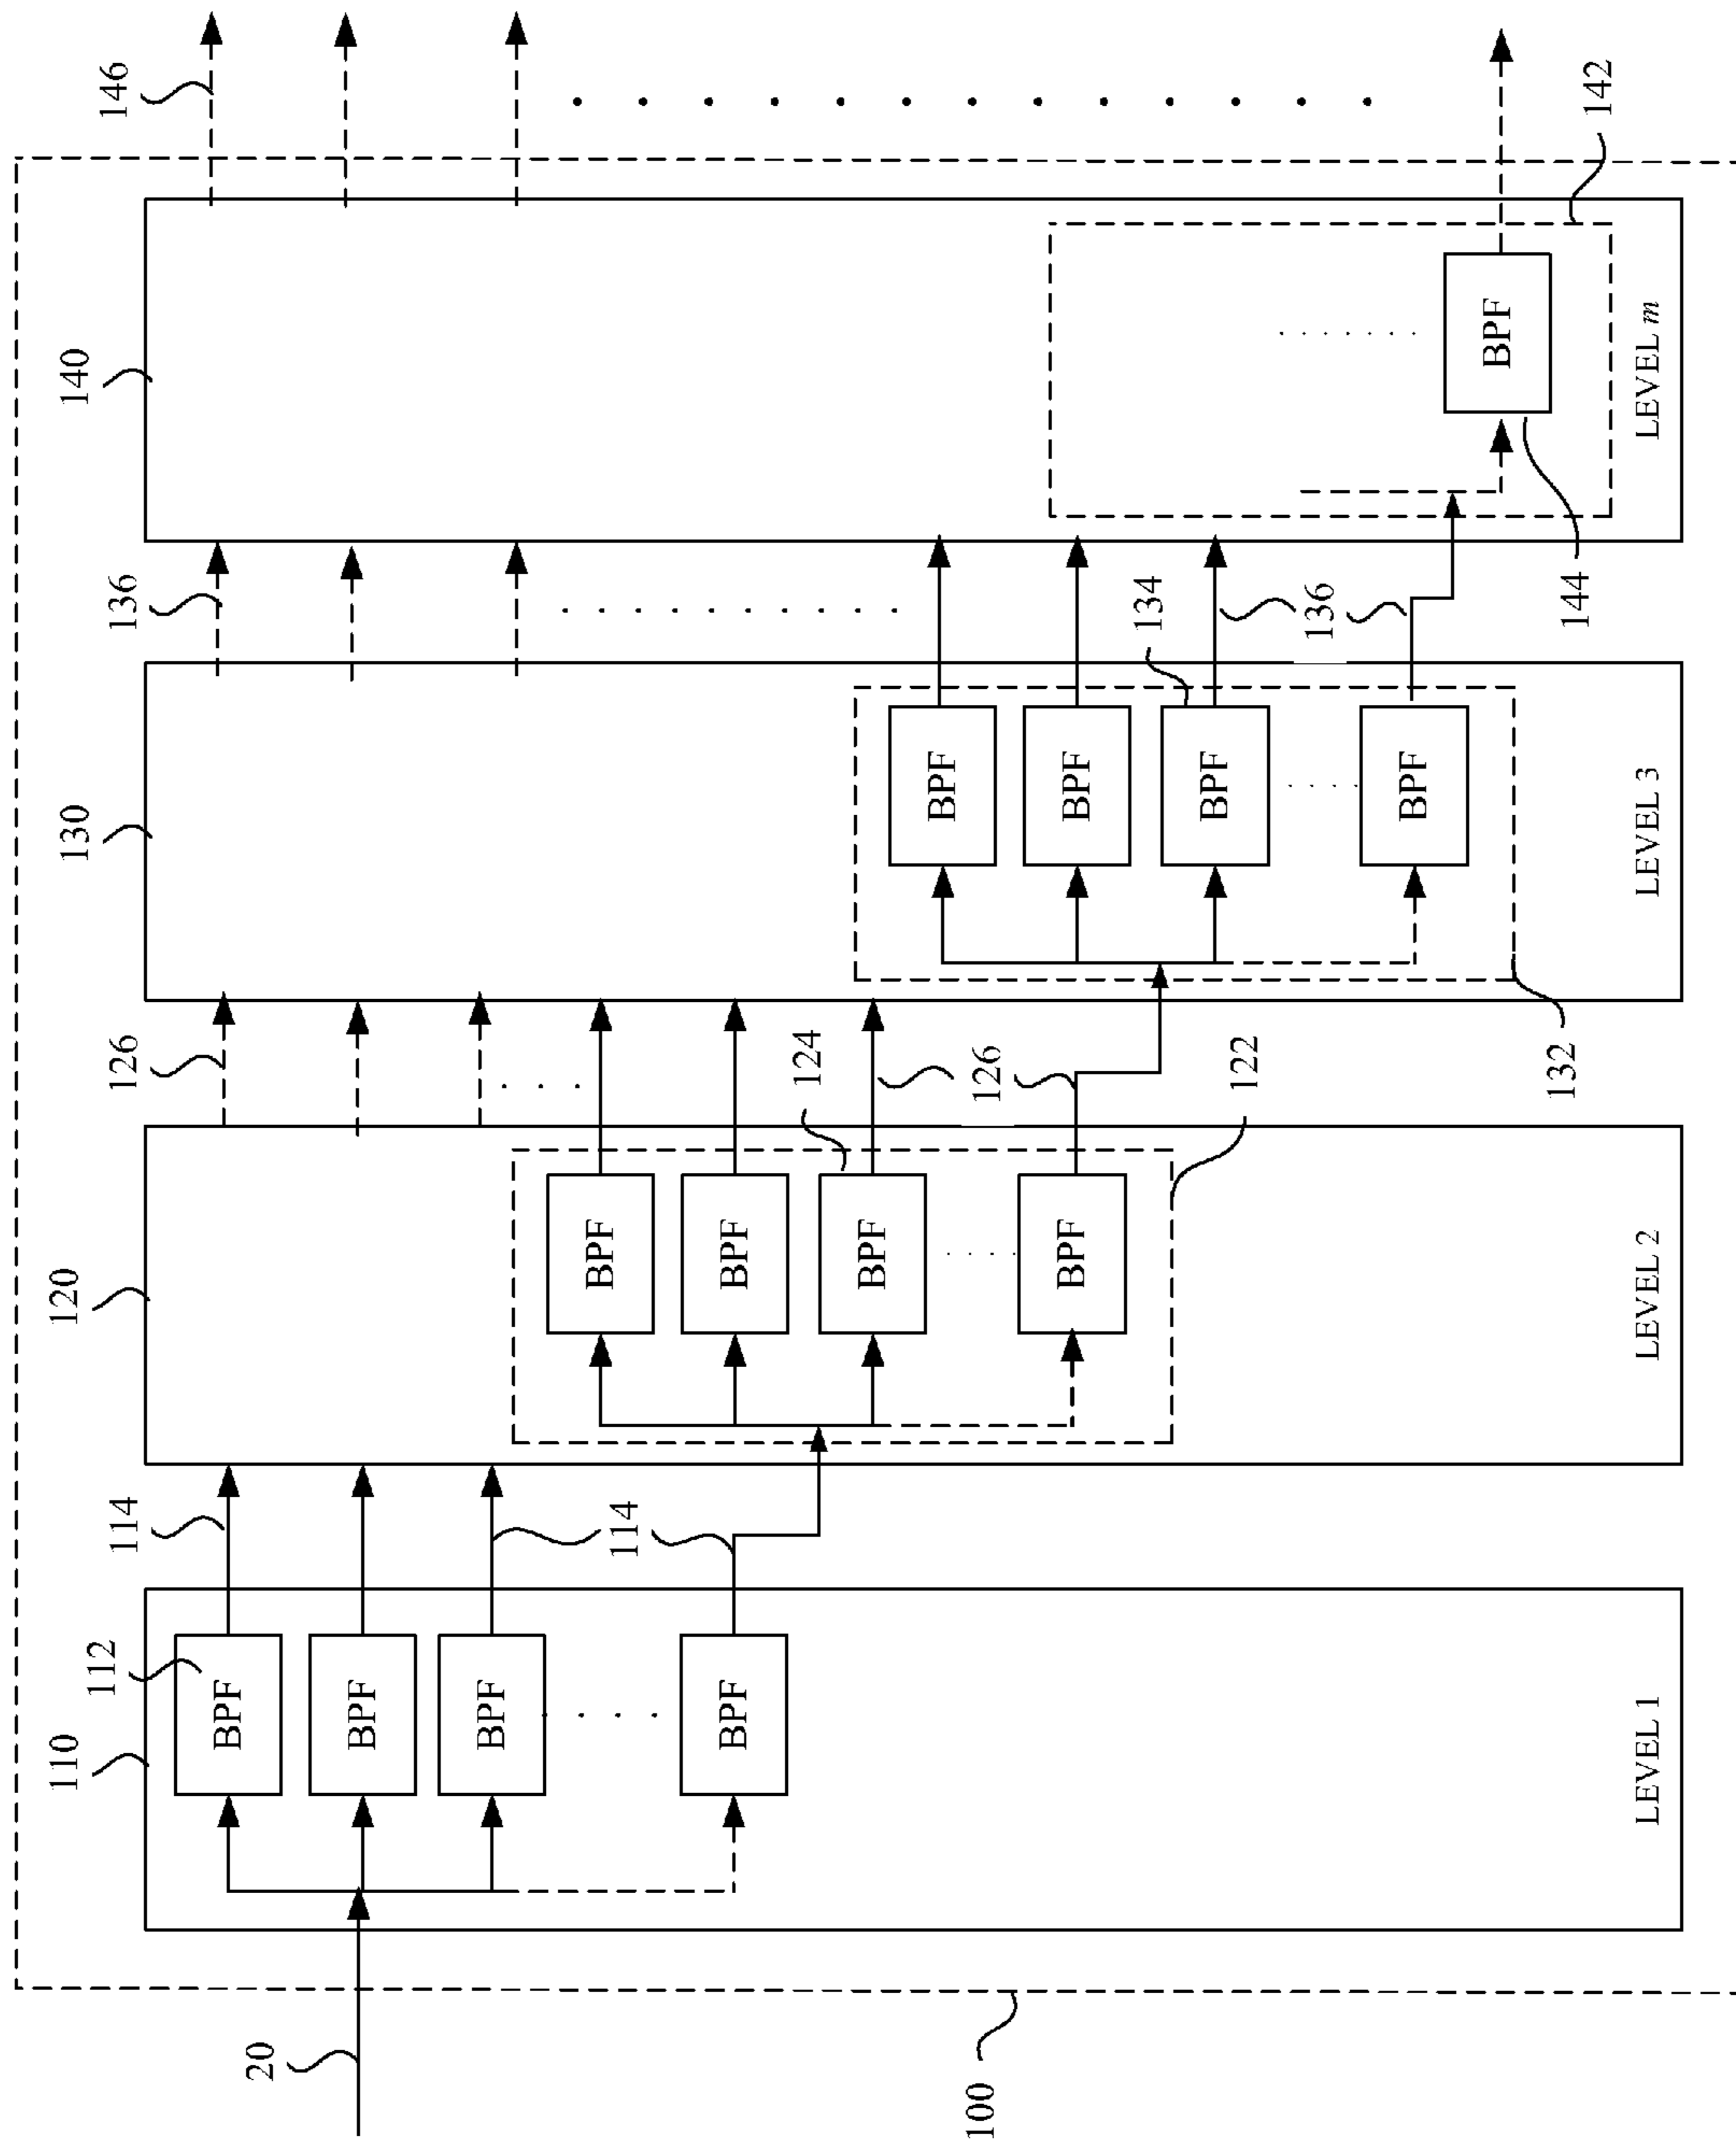 110
120
130
140
112
114
126
136
146
BPF
20
BPF
BPF
BPF
114
BPF
BPF
124
BPF
BPF
100
126
BPF
BPF
134
BPF
122
136
BPF
BPF
132
144
142
LEVEL 1
LEVEL 2
LEVEL 3
LEVEL m